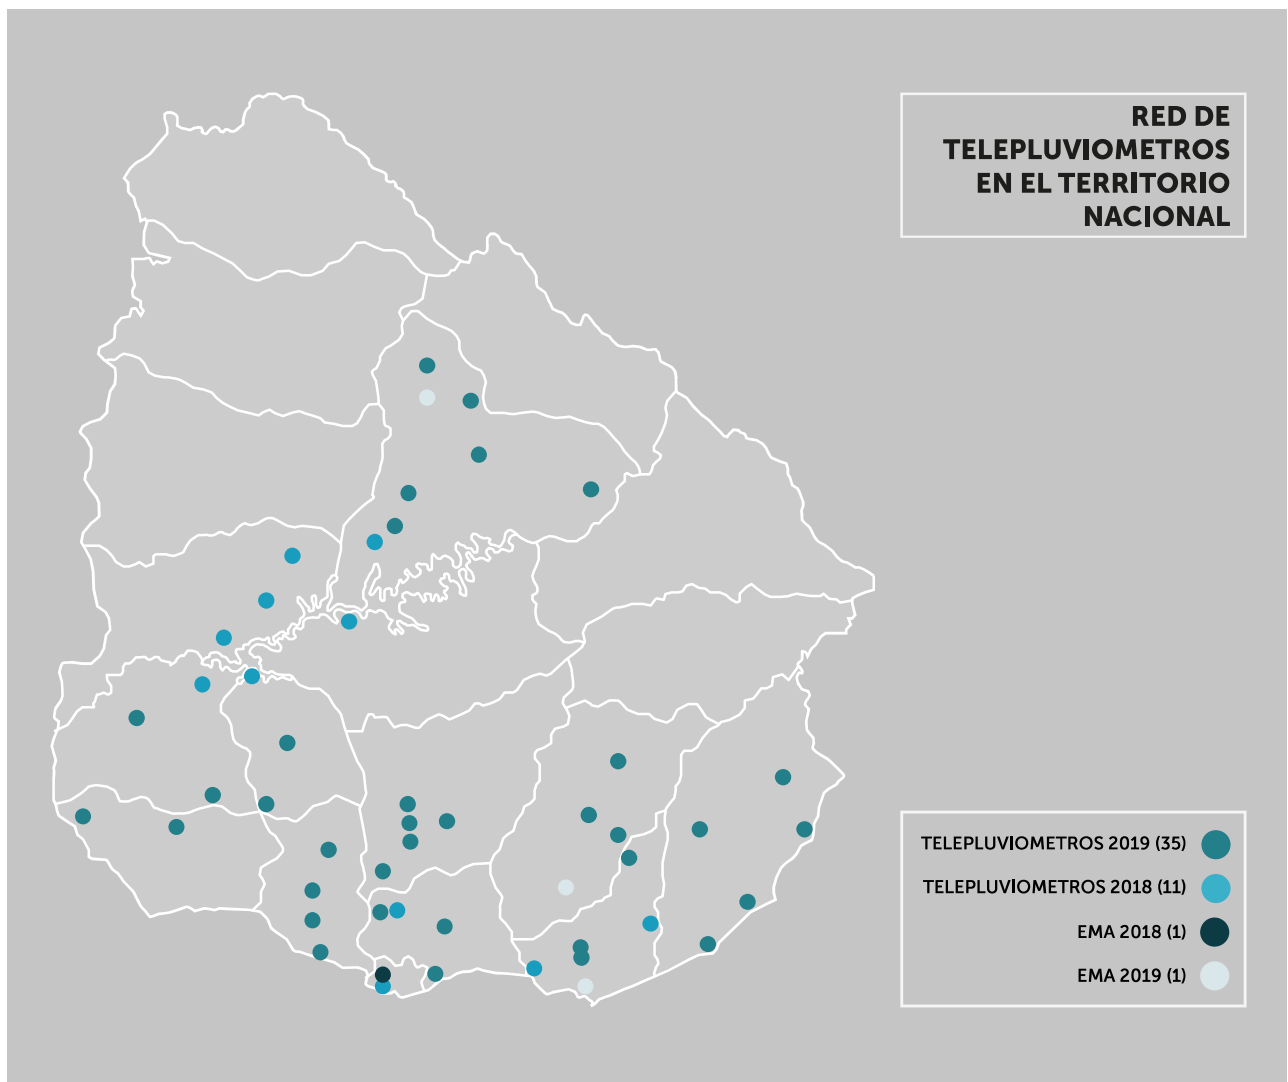 RED DE
TELEPLUVIOMETROS
EN EL TERRITORIO
NACIONAL
TELEPLUVIOMETROS 2019 (35)
TELEPLUVIOMETROS 2018 (11)
EMA 2018 (1)
EMA 2019 (1)